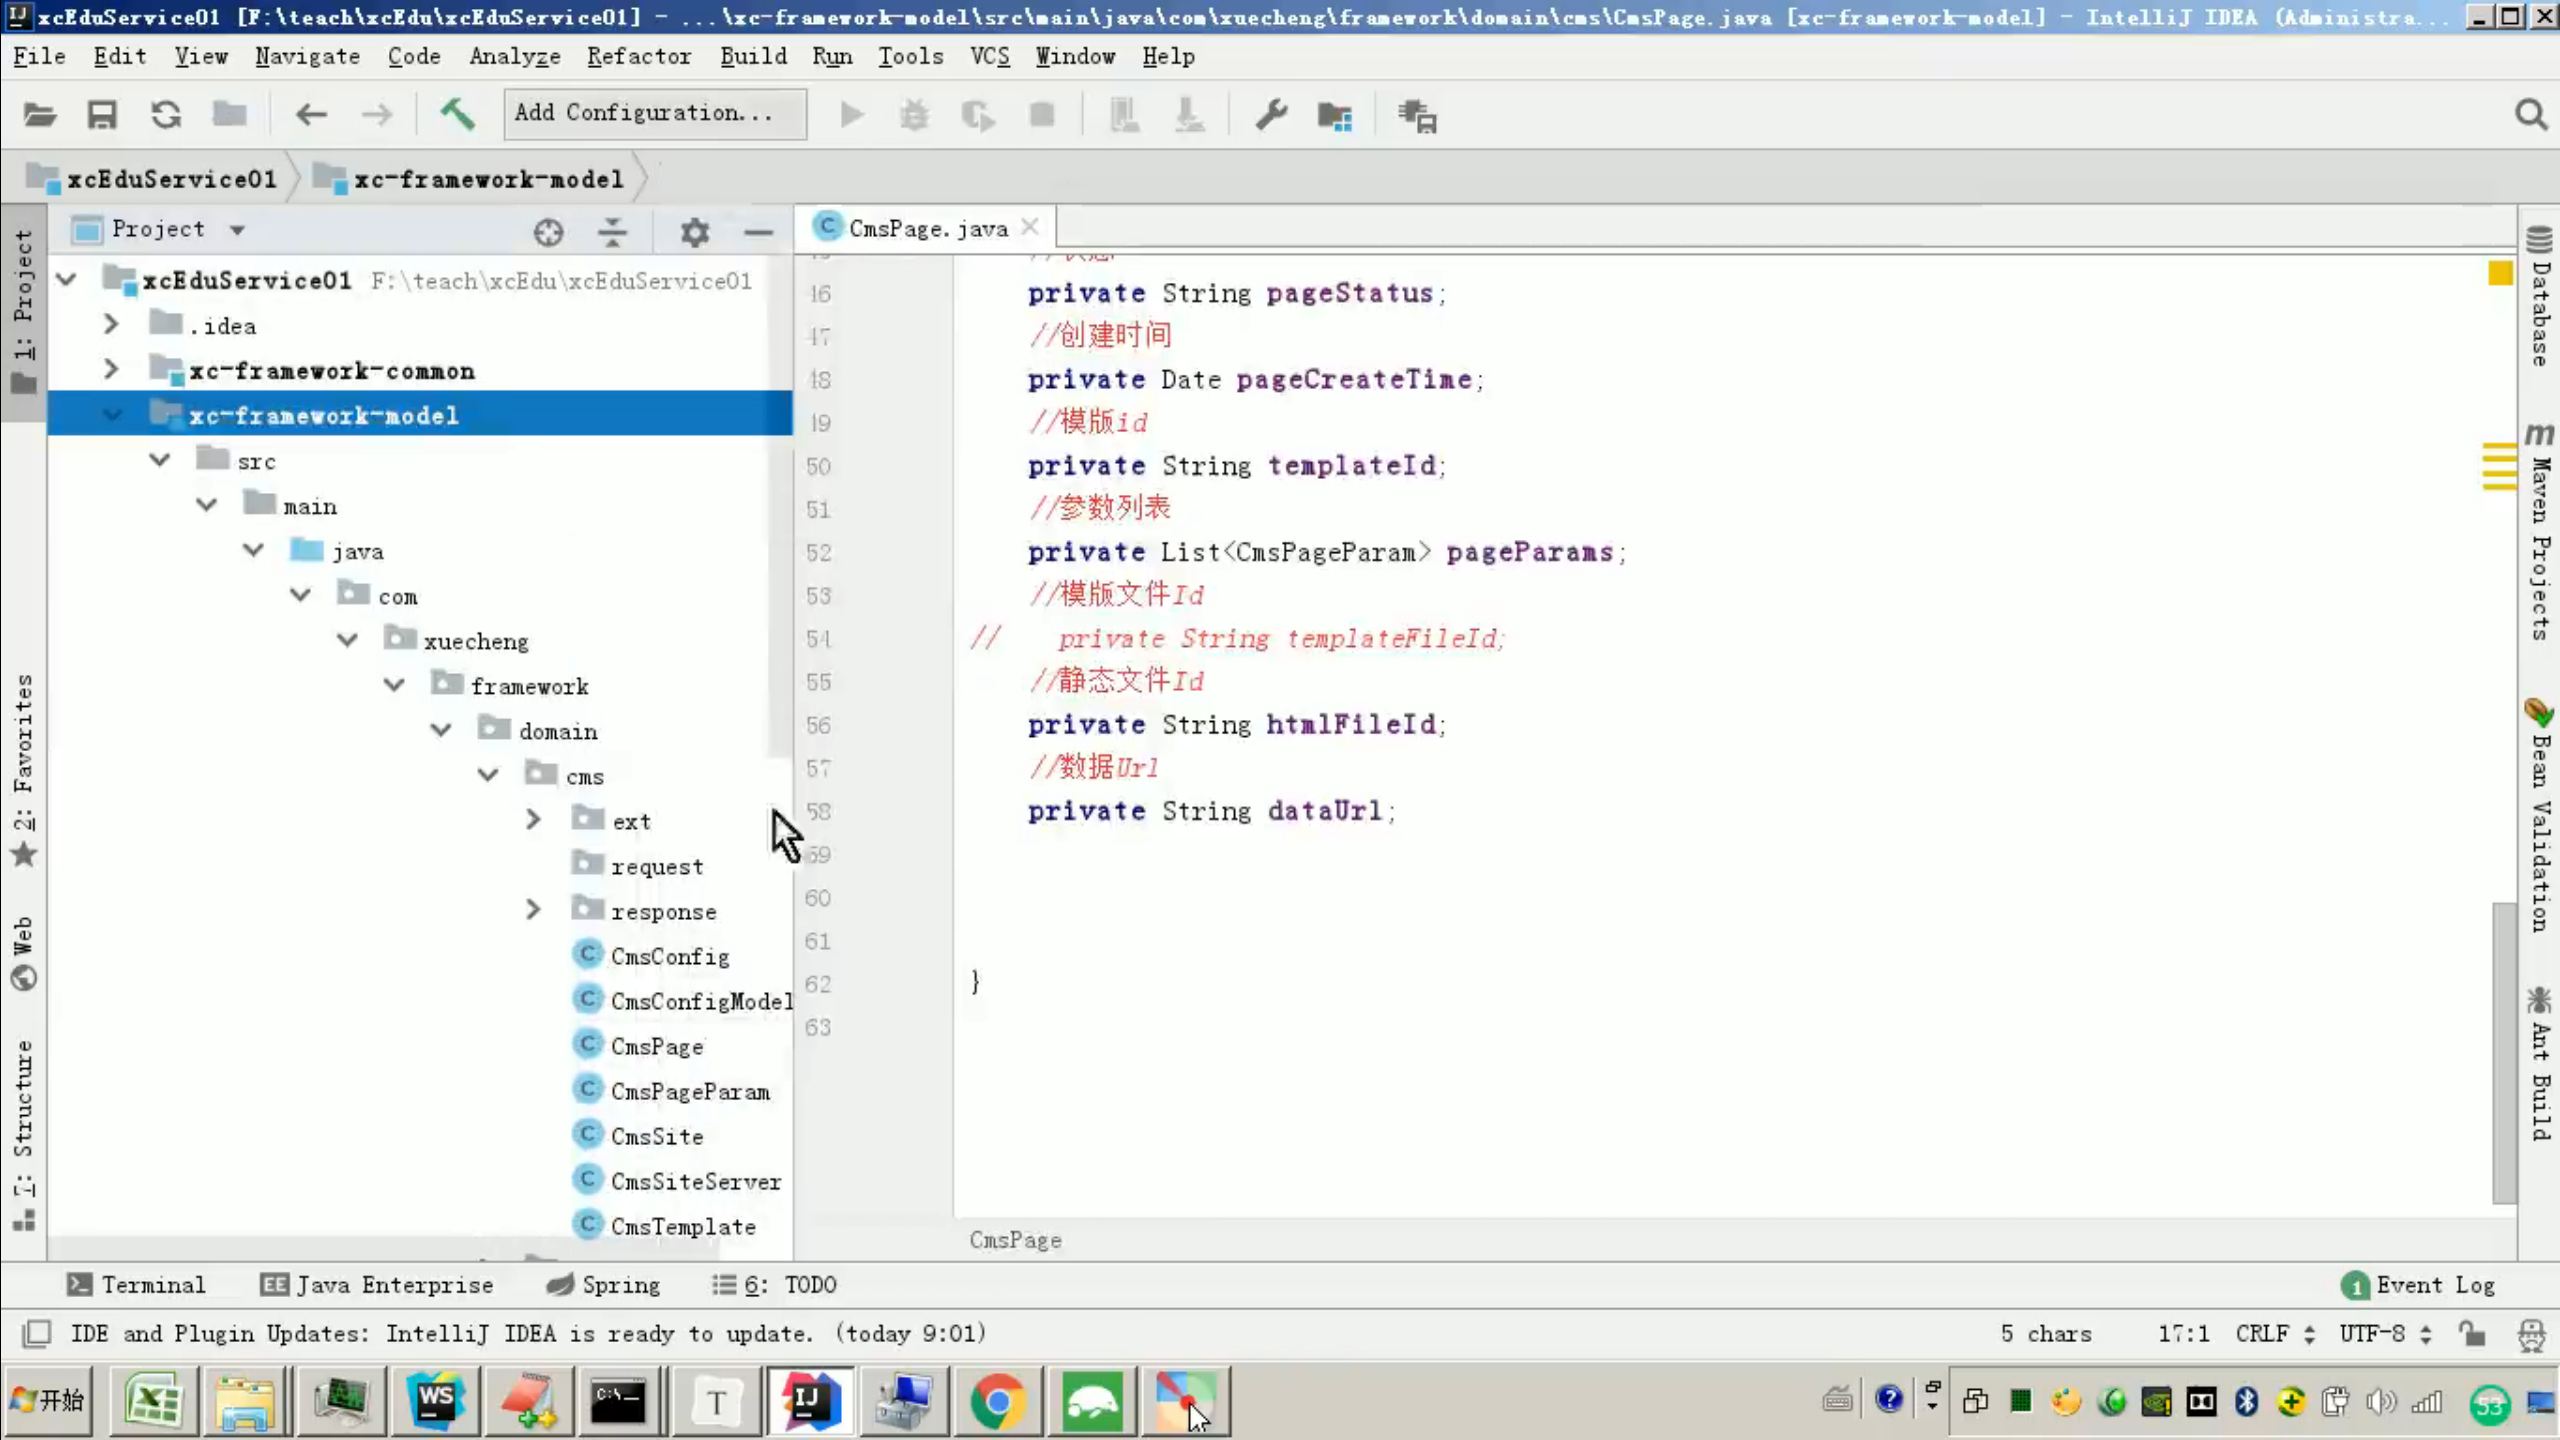 xcEduService01 [F:\teach\xcEdu\xcEduService01] - ...\xc-framework-model\src\main\java\com\xuecheng\framework\domain\cms\CmsPage.java [xc-framework-model] - IntelliJ IDEA (Administra...
File Edit View Navigate Code Analyze Refactor Build Run Tools VCS Window Help
Add Configuration...
xcEduService01 xc-framework-model
Project
CmsPage.java
xcEduService01 F:\teach\xcEdu\xcEduService01
.idea
xc-framework-common
xc-framework-model
src
main
java
com
xuecheng
framework
domain
cms
ext
request
response
CmsConfig
CmsConfigModel
CmsPage
CmsPageParam
CmsSite
CmsSiteServer
CmsTemplate
46 private String pageStatus;
47 //创建时间
48 private Date pageCreateTime;
49 //模版id
50 private String templateId;
51 //参数列表
52 private List<CmsPageParam> pageParams;
53 //模版文件Id
54 // private String templateFileId;
55 //静态文件Id
56 private String htmlFileId;
57 //数据Url
58 private String dataUrl;
59
60
61
62 }
63
CmsPage
1: Project
2: Favorites
Web
7: Structure
Database
m Maven Projects
Bean Validation
Ant Build
Terminal
EE Java Enterprise
Spring
6: TODO
1 Event Log
IDE and Plugin Updates: IntelliJ IDEA is ready to update. (today 9:01)
5 chars 17:1 CRLF UTF-8
开始
WS
C:\
T
IJ
53